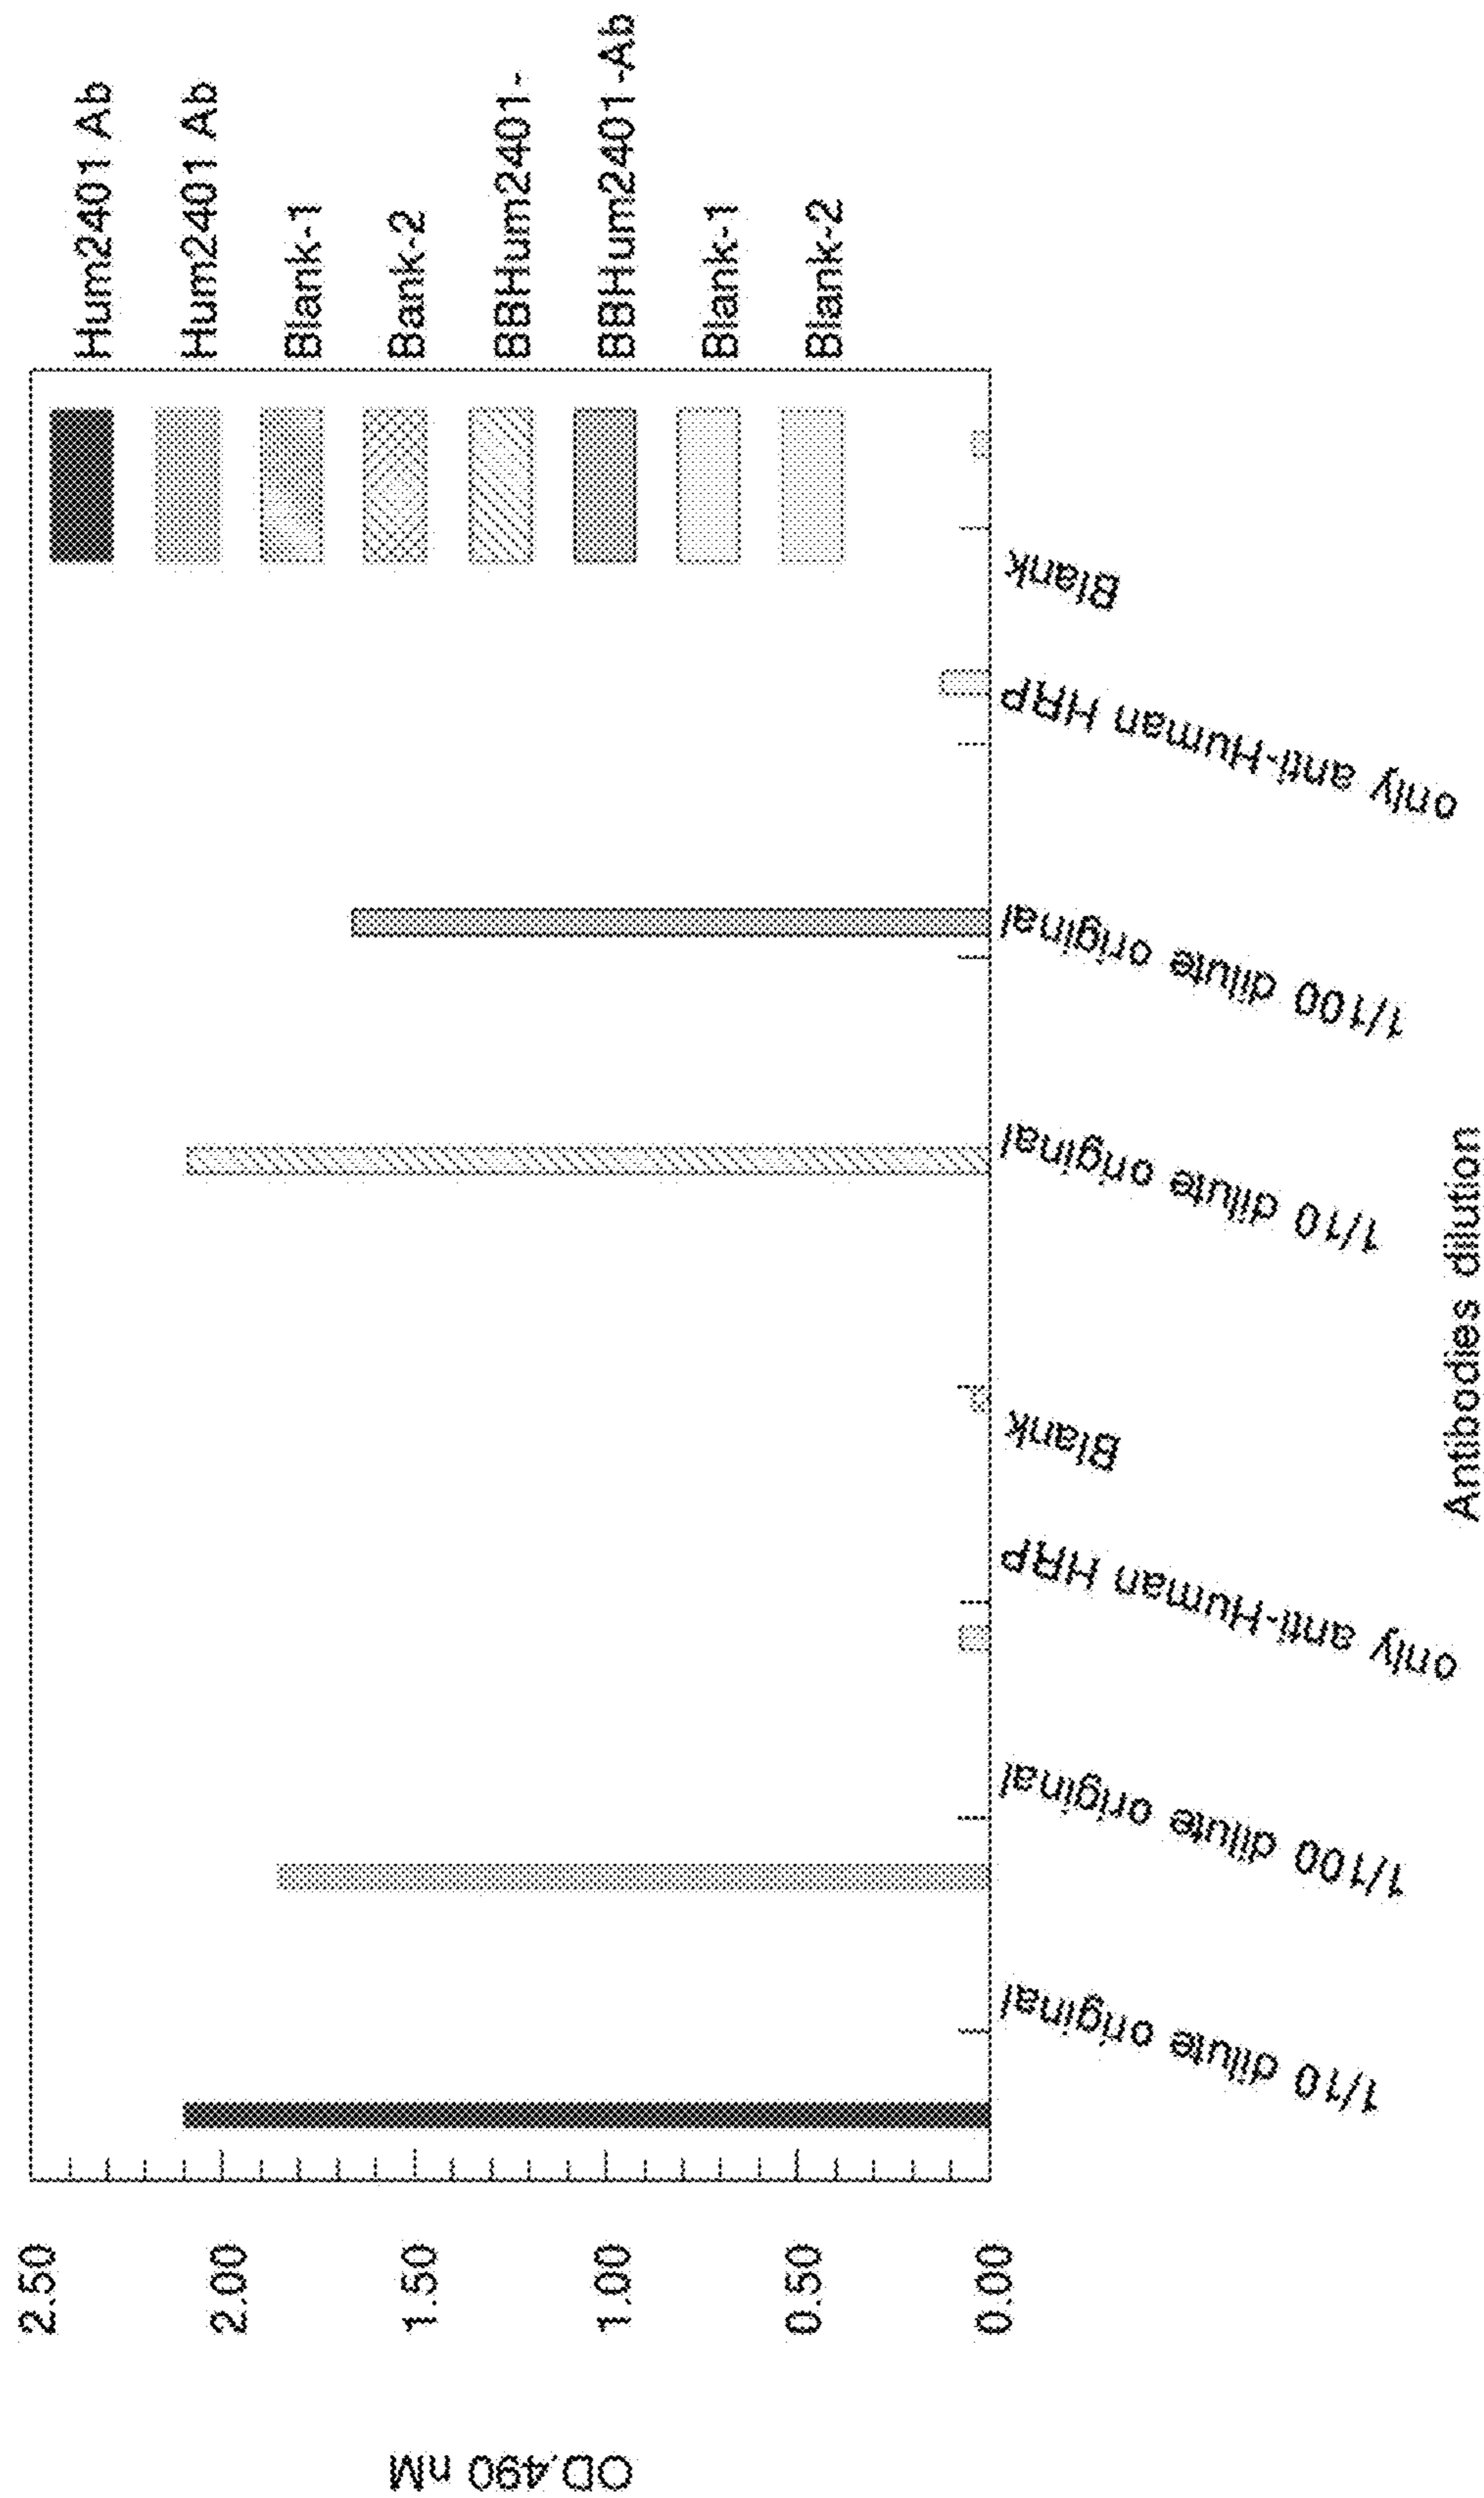 OD.490 nM
2.50
2.00
1.50
1.00
0.50
0.00
1/10 dilute original
1/100 dilute original
only anti-Human HRP
Blank
1/10 dilute original
1/100 dilute original
only anti-Human HRP
Blank
Antibodies dilution
Hum2401 Ab
Hum2401 Ab
Blank-1
Bank-2
BBHum2401-
BBHum2401-Ab
Blank-1
Blank-2